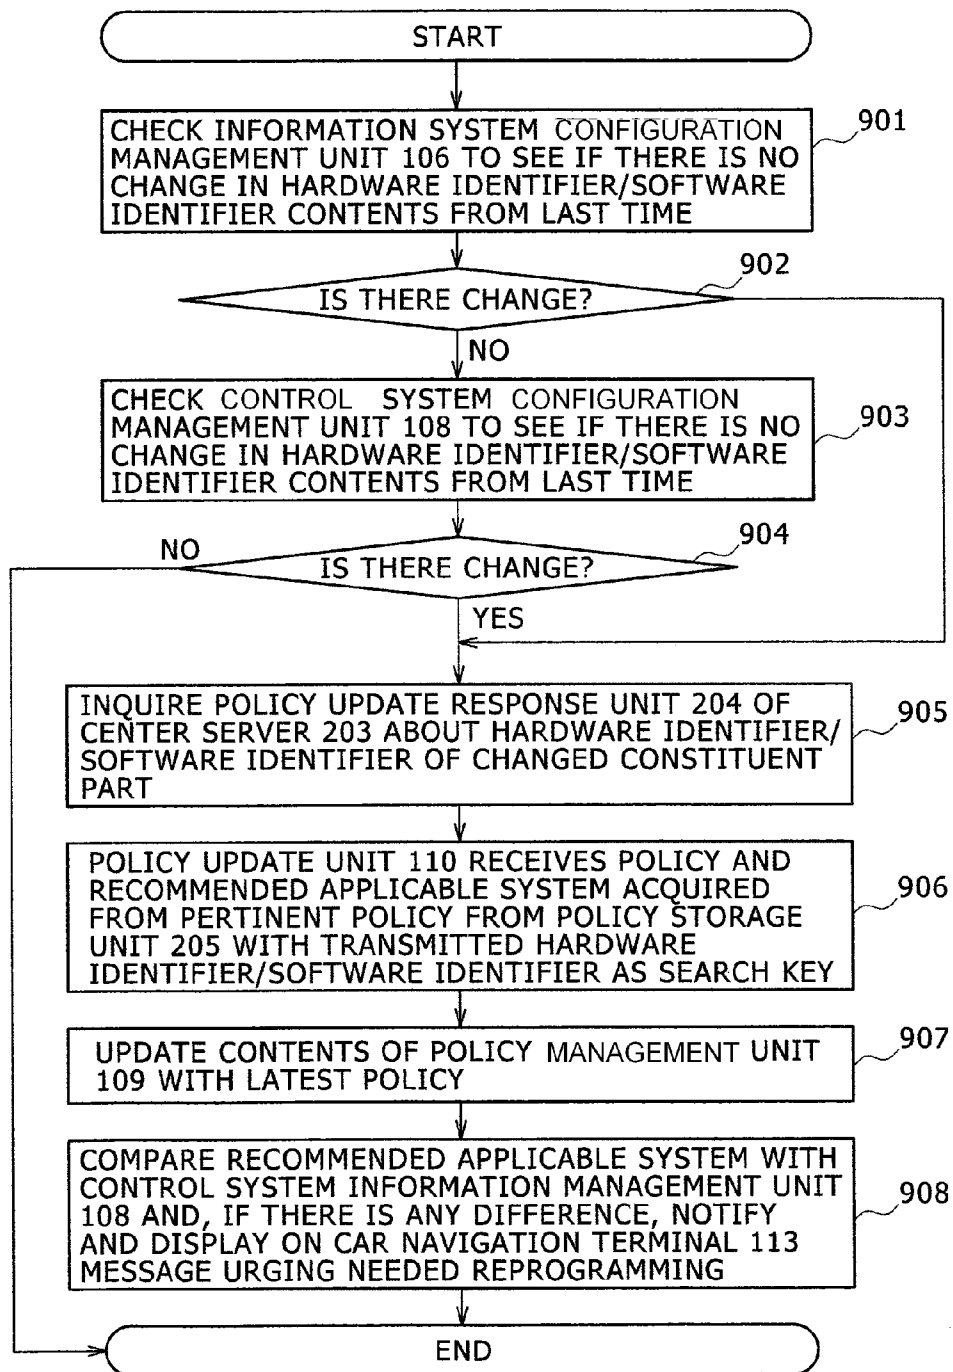 START
CHECK INFORMATION SYSTEM CONFIGURATION
MANAGEMENT UNIT 106 TO SEE IF THERE IS NO
CHANGE IN HARDWARE IDENTIFIER/SOFTWARE
IDENTIFIER CONTENTS FROM LAST TIME
901
902
IS THERE CHANGE?
NO
CHECK CONTROL SYSTEM CONFIGURATION
MANAGEMENT UNIT 108 TO SEE IF THERE IS NO
CHANGE IN HARDWARE IDENTIFIER/SOFTWARE
IDENTIFIER CONTENTS FROM LAST TIME
903
904
NO
IS THERE CHANGE?
YES
INQUIRE POLICY UPDATE RESPONSE UNIT 204 OF
CENTER SERVER 203 ABOUT HARDWARE IDENTIFIER/
SOFTWARE IDENTIFIER OF CHANGED CONSTITUENT
PART
905
POLICY UPDATE UNIT 110 RECEIVES POLICY AND
RECOMMENDED APPLICABLE SYSTEM ACQUIRED
FROM PERTINENT POLICY FROM POLICY STORAGE
UNIT 205 WITH TRANSMITTED HARDWARE
IDENTIFIER/SOFTWARE IDENTIFIER AS SEARCH KEY
906
UPDATE CONTENTS OF POLICY MANAGEMENT UNIT
109 WITH LATEST POLICY
907
COMPARE RECOMMENDED APPLICABLE SYSTEM WITH
CONTROL SYSTEM INFORMATION MANAGEMENT UNIT
108 AND, IF THERE IS ANY DIFFERENCE, NOTIFY
AND DISPLAY ON CAR NAVIGATION TERMINAL 113
MESSAGE URGING NEEDED REPROGRAMMING
908
END